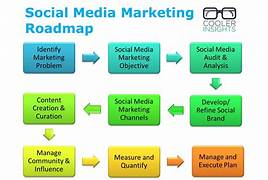 Social Media Marketing
Roadmap
COOLER
INSIGHTS
Identify
Marketing
Problem
Social Media
Marketing
Objective
Social Media
Audit &
Analysis
Content
Creation &
Curation
Social Media
Marketing
Channels
Develop/
Refine Social
Brand
Manage
Community &
Influence
Measure and
Quantify
Manage and
Execute Plan